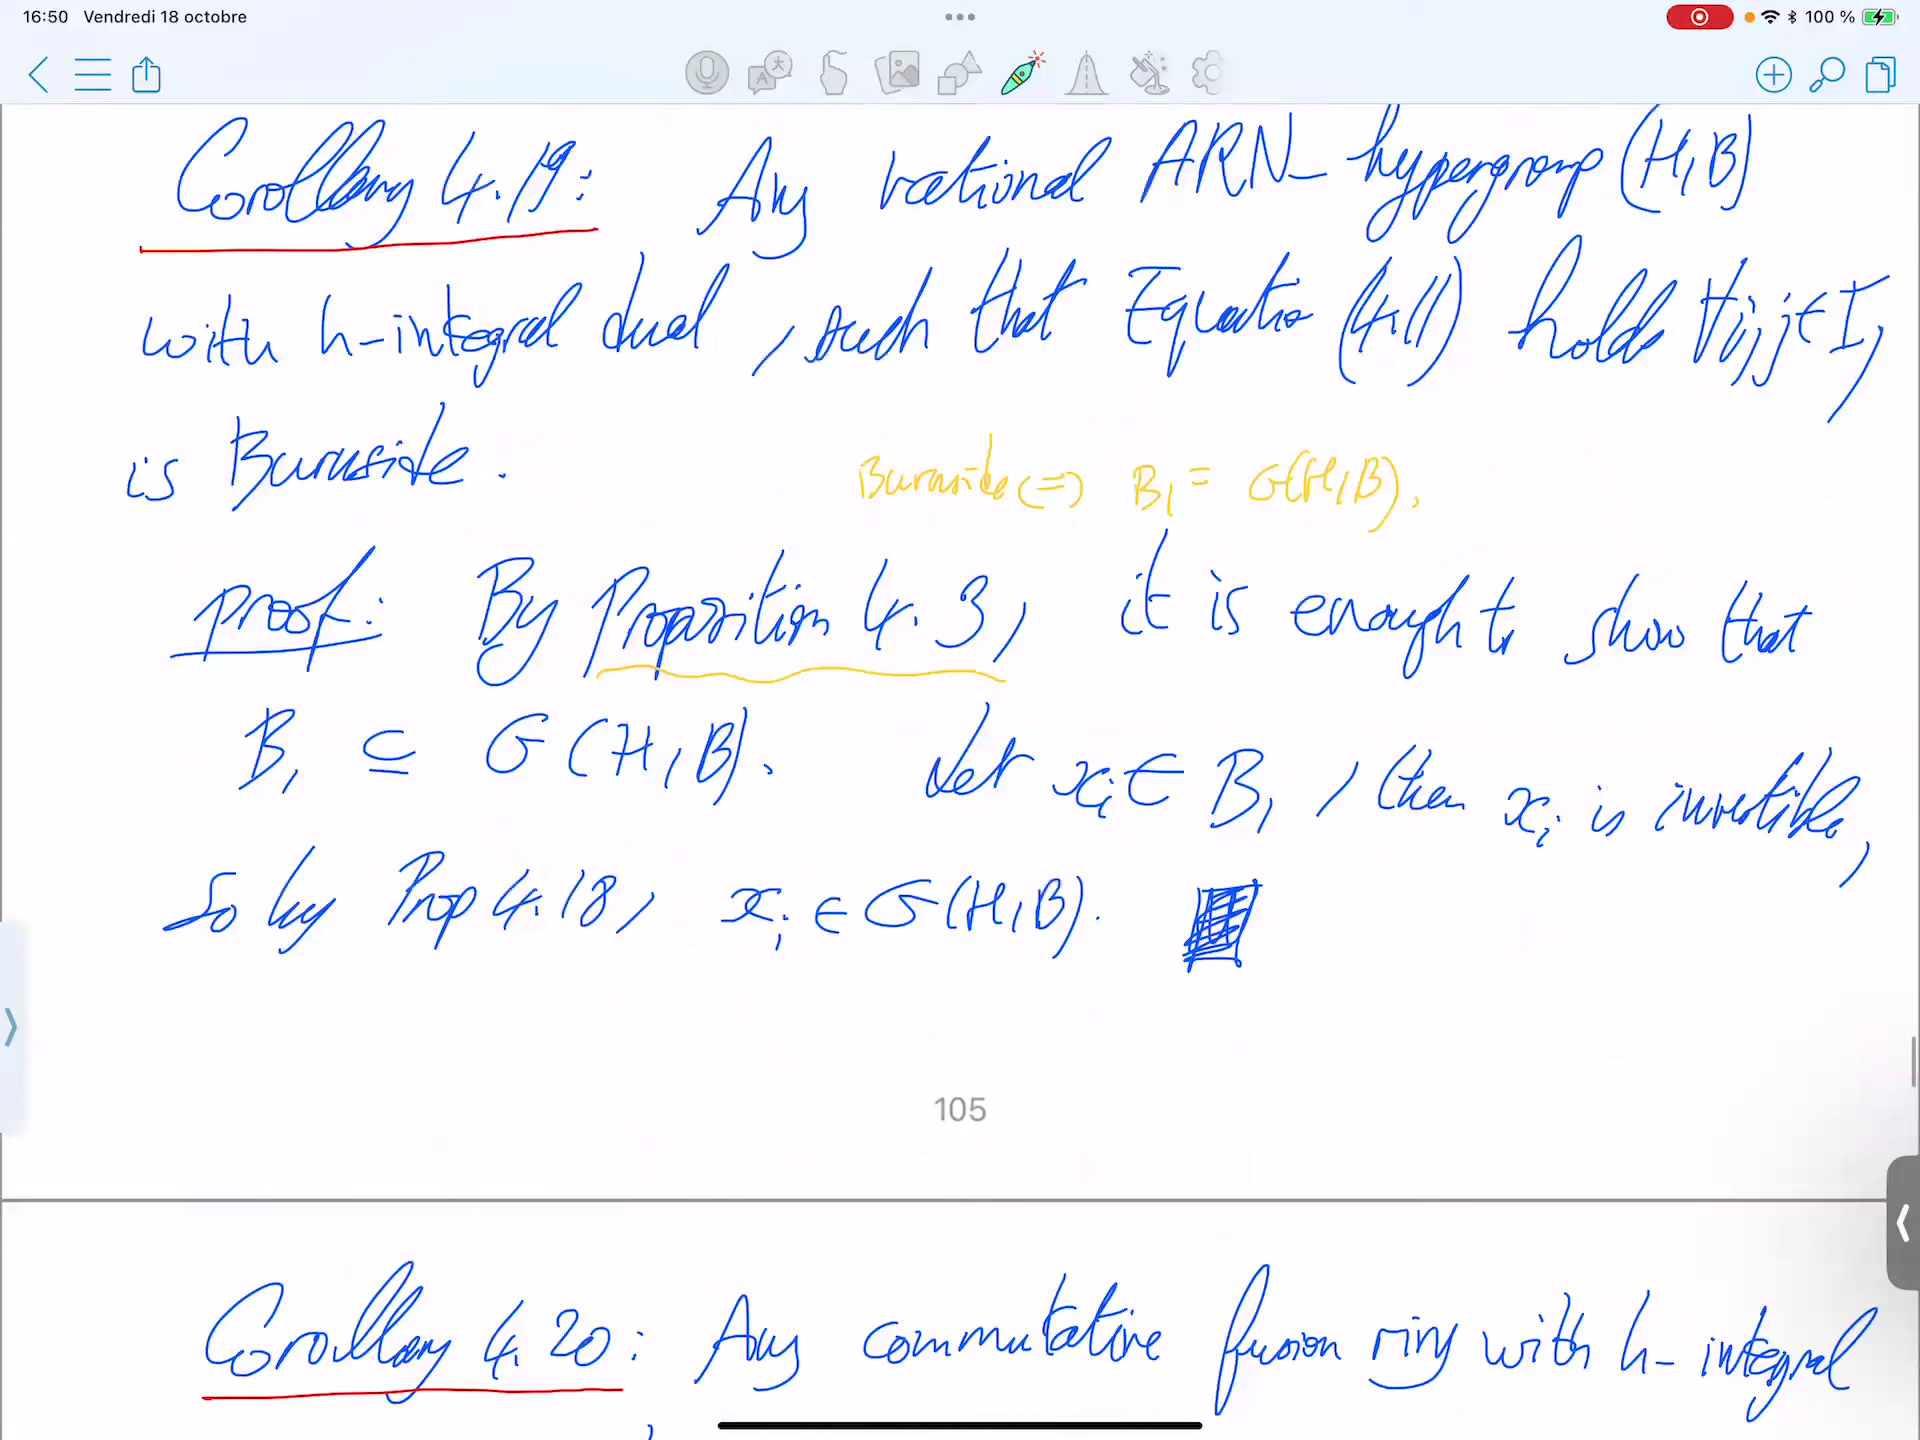 16:50 Vendredi 18 octobre
100 %
Corollary 4.19: Any rational ARN-hypergroup (H,B)
with h-integral dual, such that Equation (4.11) holds ∀i,j∈I,
is Burnside.
Burnside <=> B₁ = G(H,B).
proof: By Proposition 4.3, it is enough to show that
B₁ ⊆ G(H,B). Let xᵢ ∈ B₁, then xᵢ is invertible,
So by Prop 4.18, xᵢ ∈ G(H,B).
105
Corollary 4.20: Any commutative fusion ring with h-integral